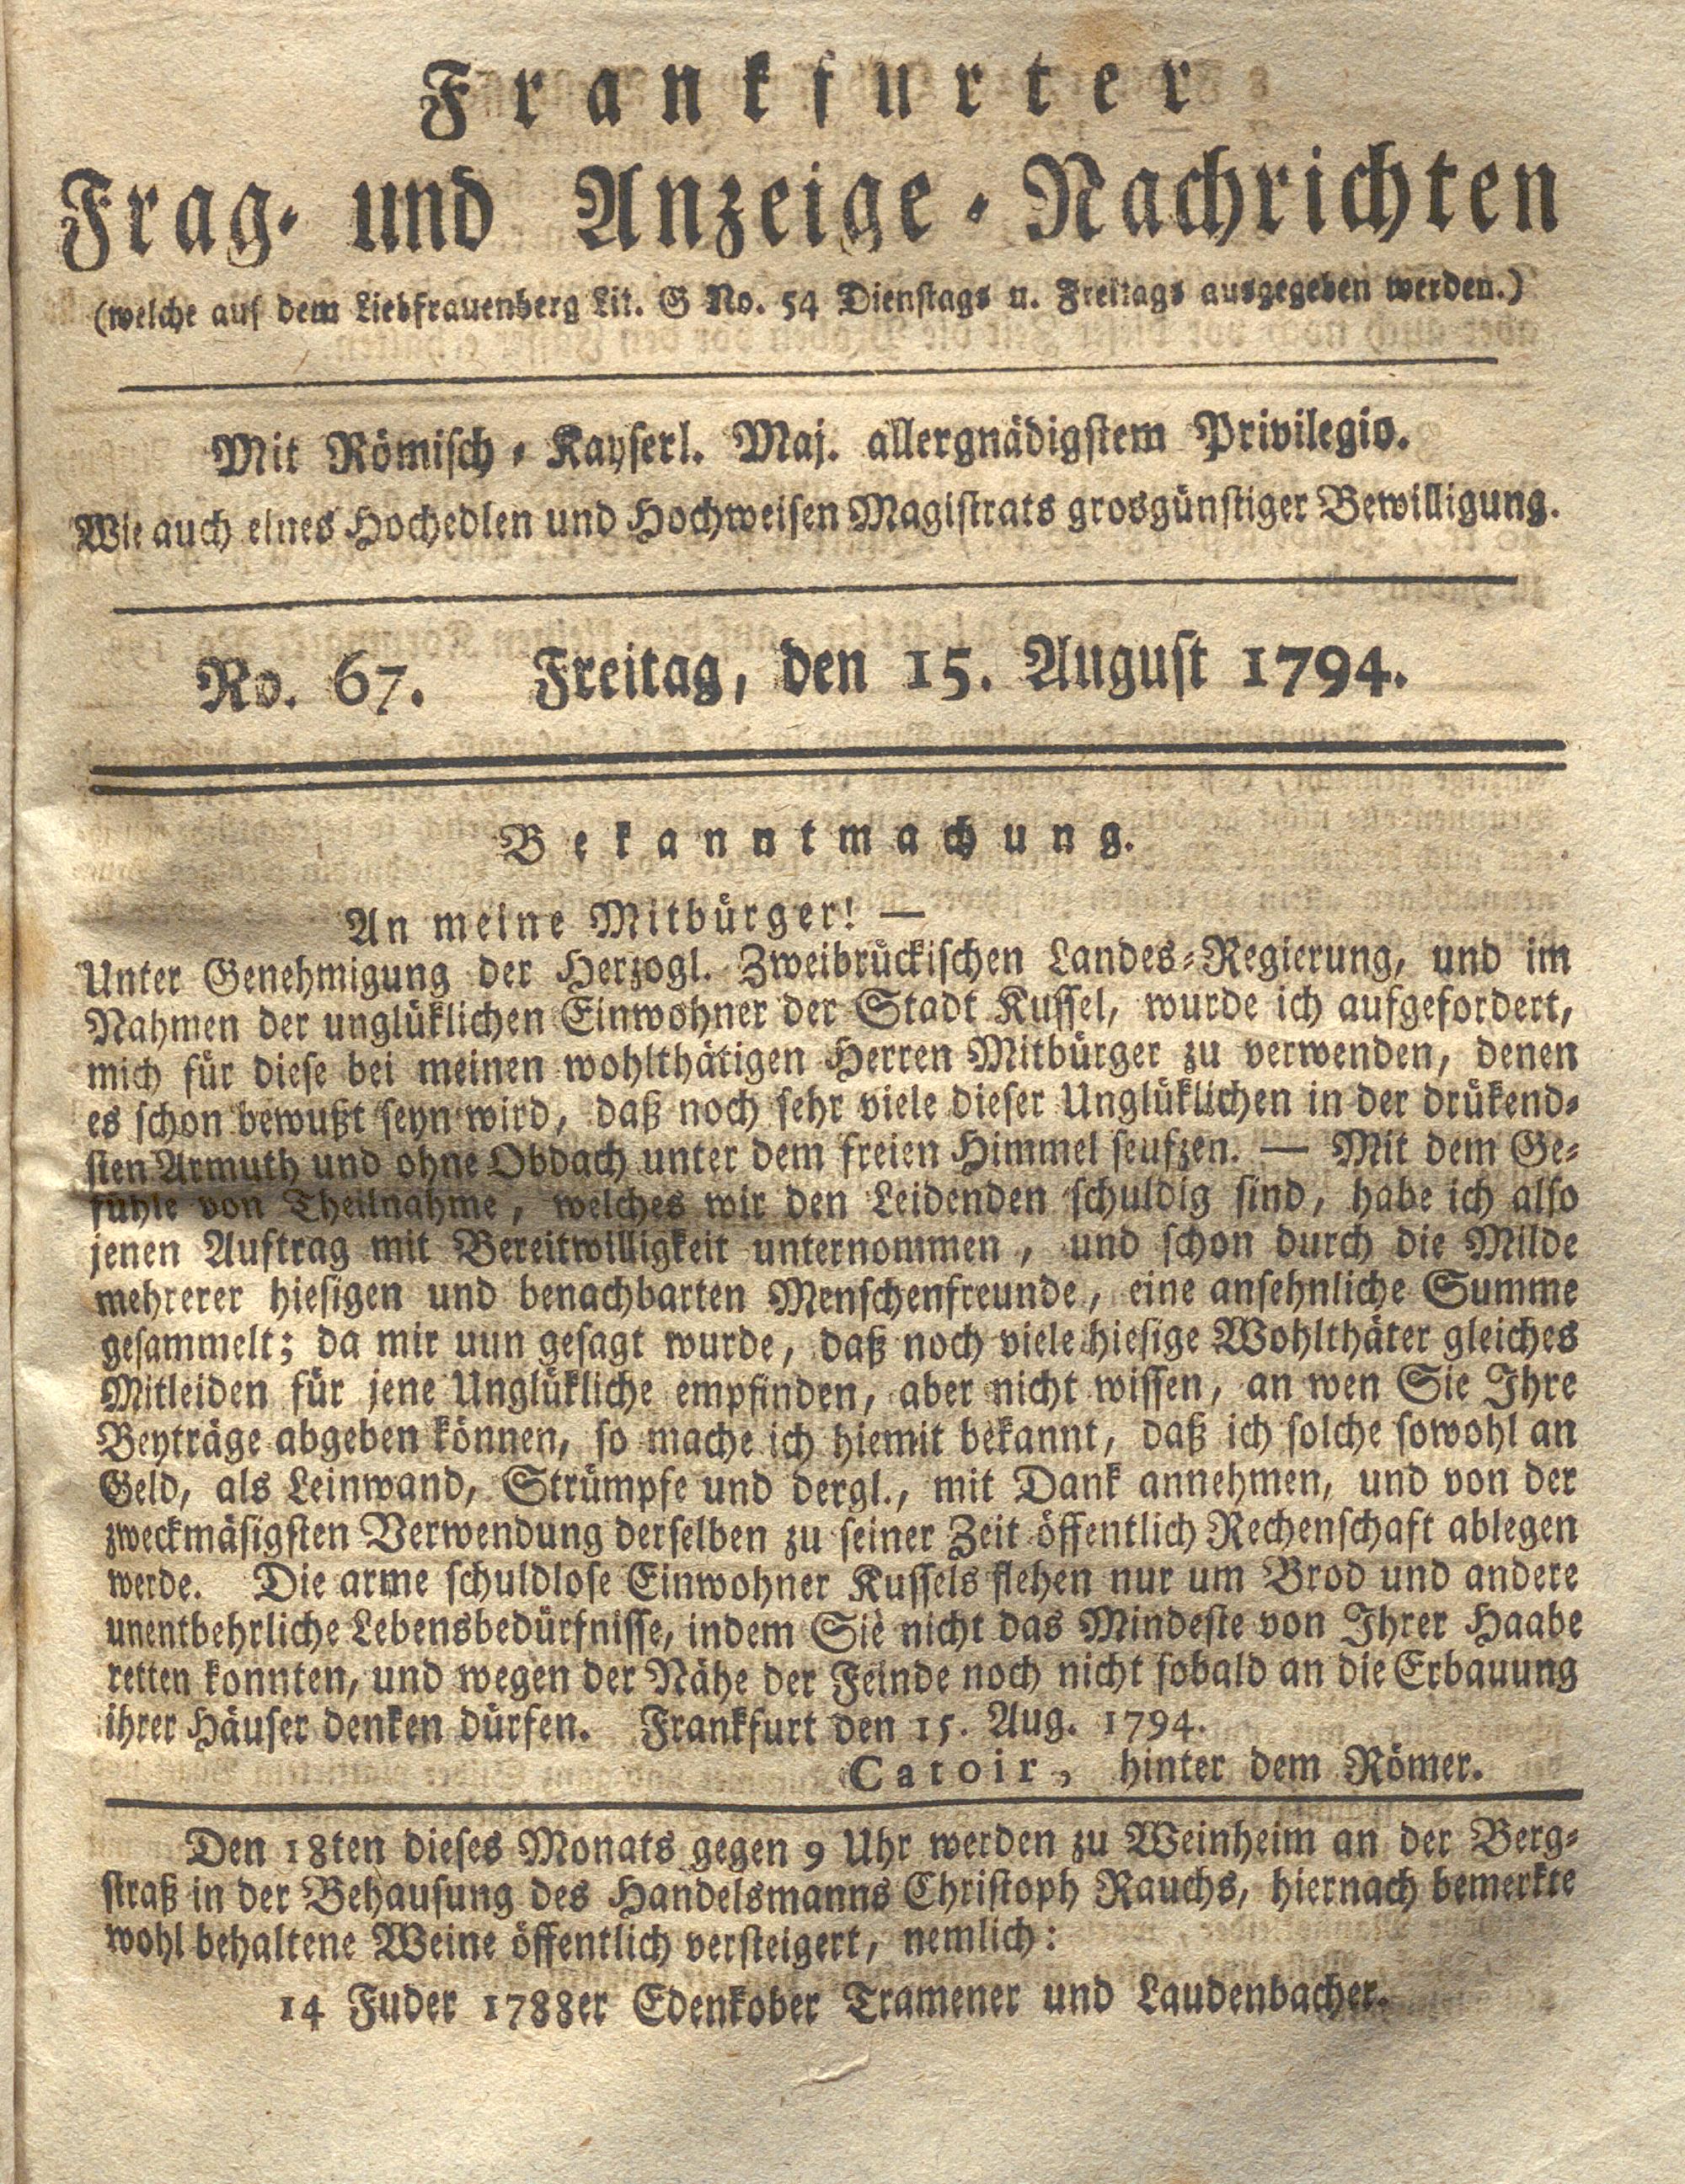 Frankfurter
Frag- und Anzeige-Nachrichten
(welche auf dem Liebfrauenberg Lit. G No. 54 Dienstags u. Freitags ausgegeben werden.)
Mit Römisch-Kayserl. Maj. allergnädigstem Privilegio.
Wie auch eines Hochedlen und Hochweisen Magistrats grosgünstiger Bewilligung.
No. 67. Freitag, den 15. August 1794.
Bekanntmachung.
An meine Mitbürger! —
Unter Genehmigung der Herzogl. Zweibrückischen Landes-Regierung, und im
Nahmen der unglüklichen Einwohner der Stadt Kussel, wurde ich aufgefordert,
mich für diese bei meinen wohlthätigen Herren Mitbürger zu verwenden, denen
es schon bewußt seyn wird, daß noch sehr viele dieser Unglüklichen in der drükend-
sten Armuth und ohne Obdach unter dem freien Himmel seufzen. — Mit dem Ge-
fühle von Theilnahme, welches wir den Leidenden schuldig sind, habe ich also
jenen Auftrag mit Bereitwilligkeit unternommen, und schon durch die Milde
mehrerer hiesigen und benachbarten Menschenfreunde, eine ansehnliche Summe
gesammelt; da mir uun gesagt wurde, daß noch viele hiesige Wohlthäter gleiches
Mitleiden für jene Unglükliche empfinden, aber nicht wissen, an wen Sie Ihre
Beyträge abgeben können, so mache ich hiemit bekannt, daß ich solche sowohl an
Geld, als Leinwand, Strümpfe und dergl., mit Dank annehmen, und von der
zweckmäsigsten Verwendung derselben zu seiner Zeit öffentlich Rechenschaft ablegen
werde. Die arme schuldlose Einwohner Kussels flehen nur um Brod und andere
unentbehrliche Lebensbedürfnisse, indem Sie nicht das Mindeste von Ihrer Haabe
retten konnten, und wegen der Nähe der Feinde noch nicht sobald an die Erbauung
ihrer Häuser denken dürfen. Frankfurt den 15. Aug. 1794.
Catoir, hinter dem Römer.
Den 18ten dieses Monats gegen 9 Uhr werden zu Weinheim an der Berg-
straß in der Behausung des Handelsmanns Christoph Rauchs, hiernach bemerkte
wohl behaltene Weine öffentlich versteigert, nemlich:
14 Fuder 1788er Edenkober Tramener und Laudenbacher.